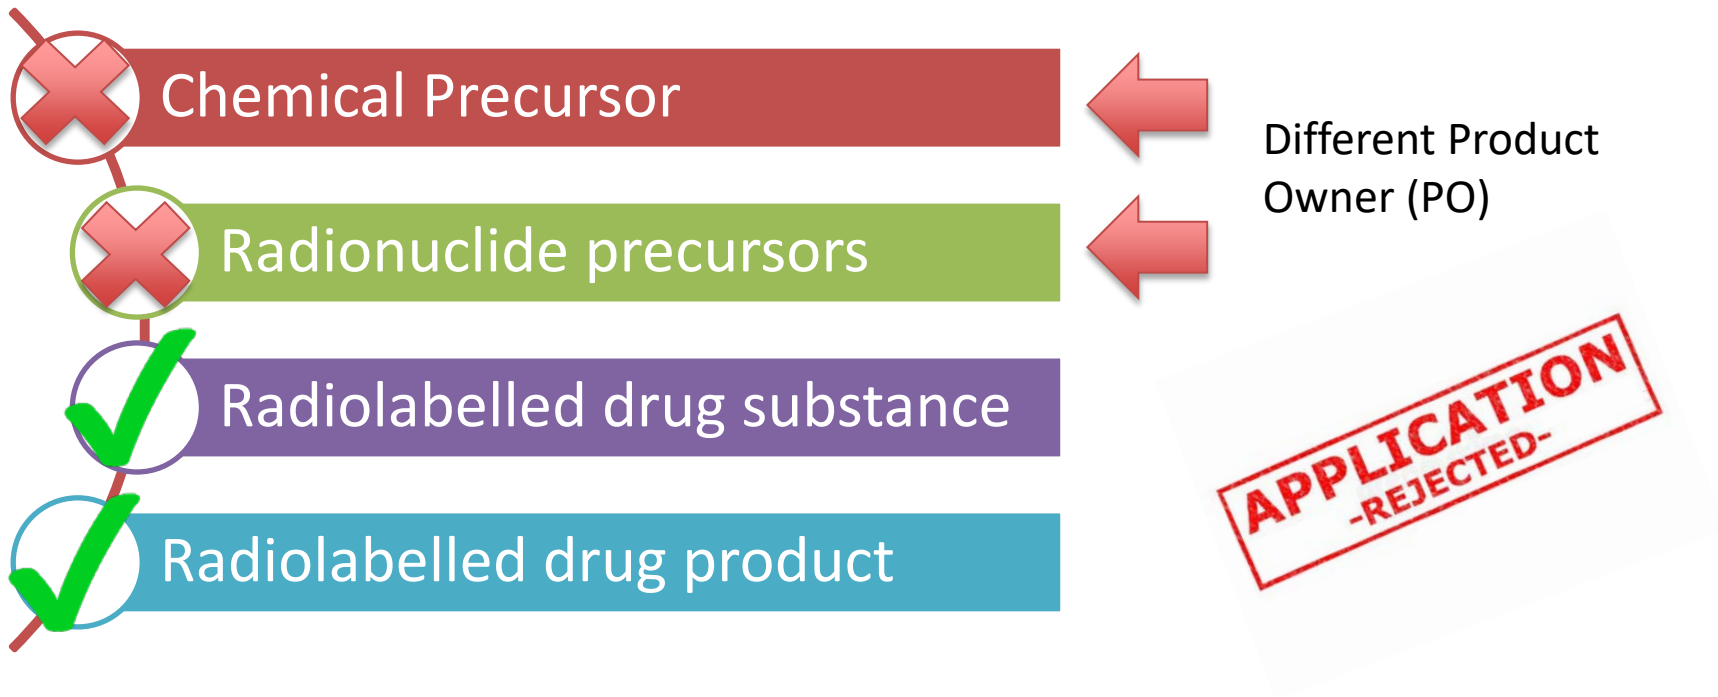 Chemical Precursor
Radionuclide precursors
Radiolabelled drug substance
Radiolabelled drug product
Different Product
Owner (PO)
APPLICATION
-REJECTED-